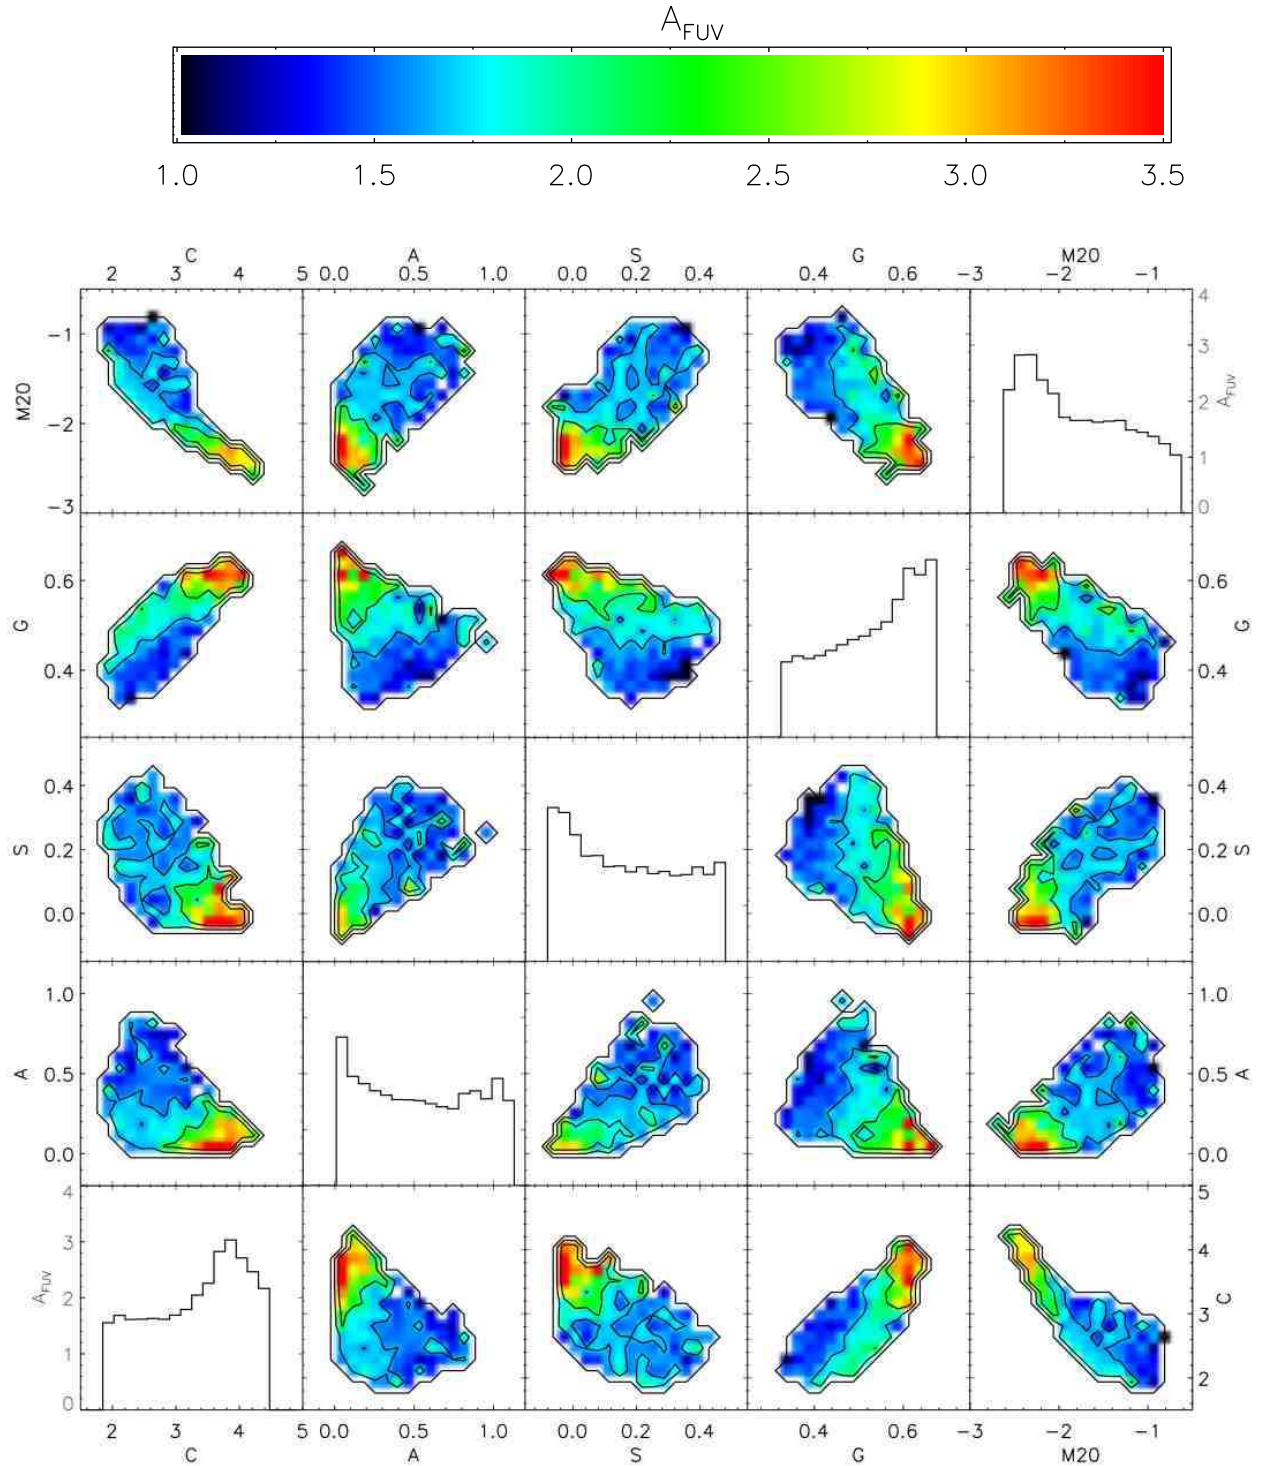 A_FUV
1.0 1.5 2.0 2.5 3.0 3.5
C A S G M20
2 3 4 5 0.0 0.5 1.0 0.0 0.2 0.4 0.4 0.6 −3 −2 −1
M20 −1 −2 −3 4 3 2 1 0 A_FUV
G 0.6 0.4 0.6 0.4 G
S 0.4 0.2 0.0 0.4 0.2 0.0 S
A 1.0 0.5 0.0 1.0 0.5 0.0 A
A_FUV 4 3 2 1 0 5 4 3 2 C
2 3 4 5 0.0 0.5 1.0 0.0 0.2 0.4 0.4 0.6 −3 −2 −1
C A S G M20